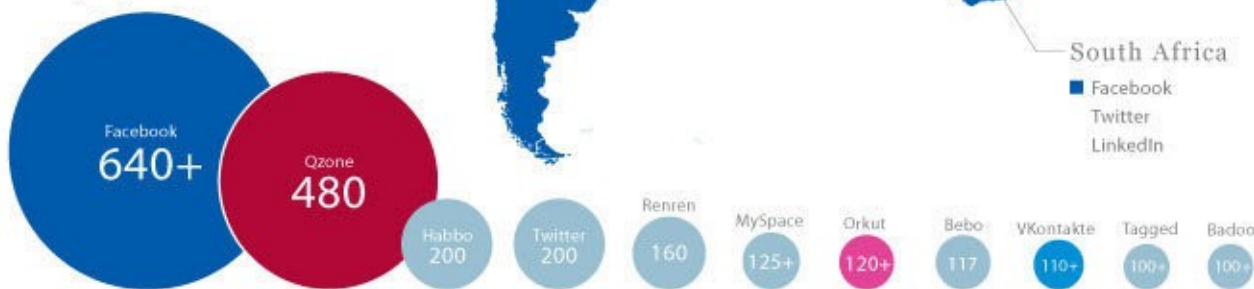 South Africa
Facebook
Twitter
LinkedIn
Facebook
640+
Qzone
480
Habbo
200
Twitter
200
Renren
160
MySpace
125+
Orkut
120+
Bebo
117
VKontakte
110+
Tagged
100+
Badoo
100+